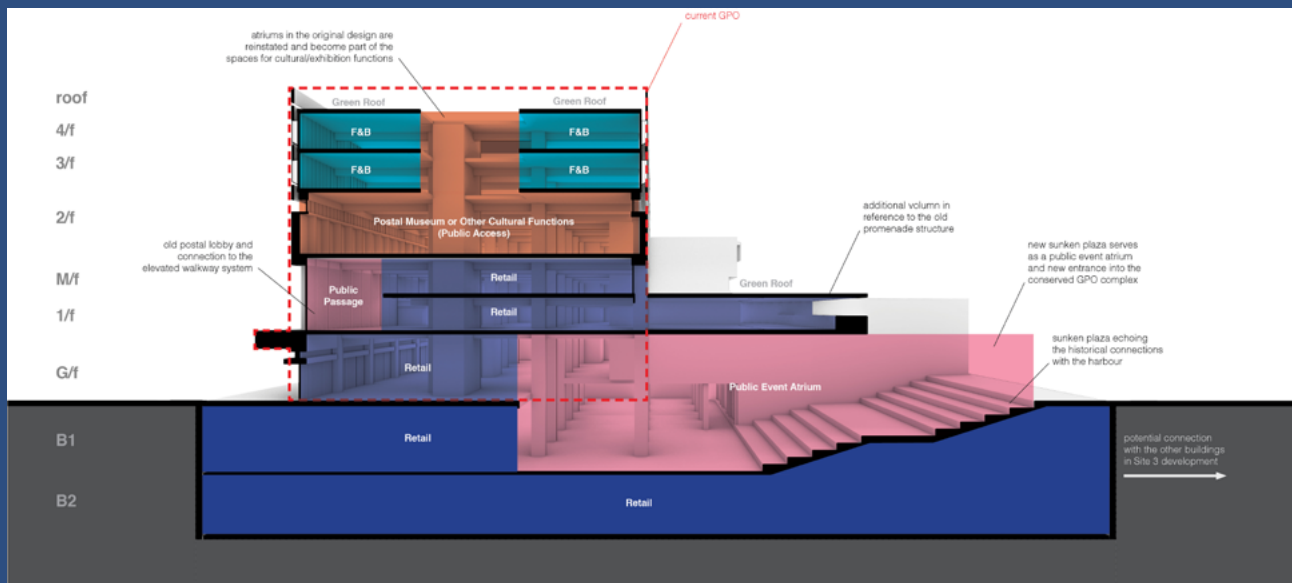 current GPO
atriums in the original design are
reinstated and become part of the
spaces for cultural/exhibition functions
roof
Green Roof
Green Roof
4/f
F&B
F&B
3/f
F&B
F&B
2/f
Postal Museum or Other Cultural Functions
(Public Access)
additional volumn in
reference to the old
promenade structure
old postal lobby and
connection to the
elevated walkway system
new sunken plaza serves
as a public event atrium
and new entrance into the
conserved GPO complex
M/f
Public
Passage
Retail
Green Roof
1/f
Retail
sunken plaza echoing
the historical connections
with the harbour
G/f
Retail
Public Event Atrium
B1
Retail
potential connection
with the other buildings
in Site 3 development
B2
Retail